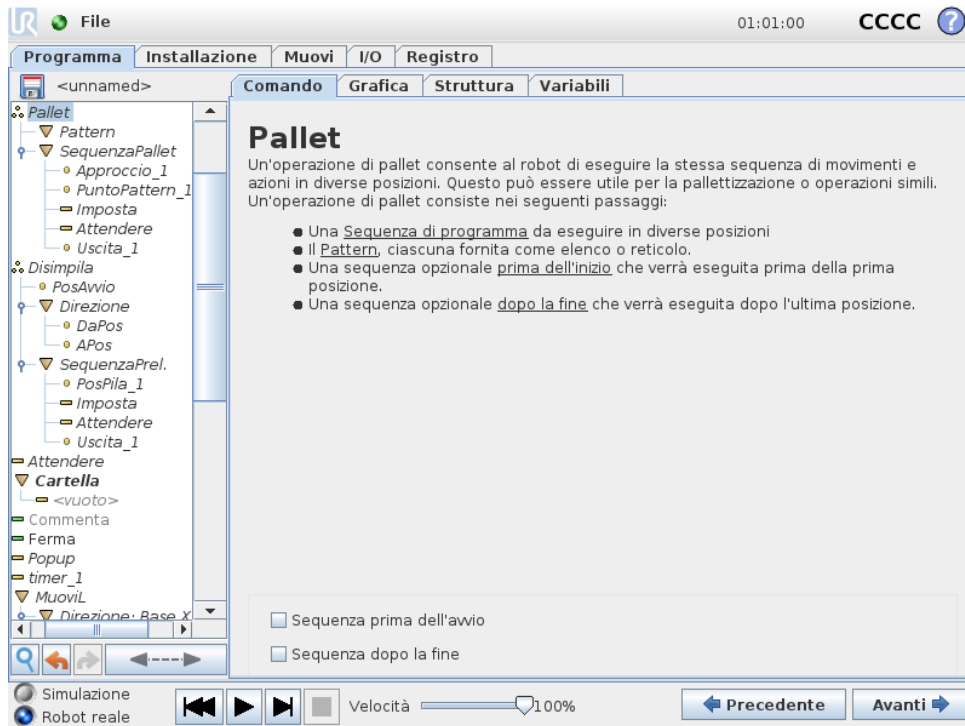 UR File 01:01:00 CCCC ?
Programma Installazione Muovi I/O Registro
<unnamed>
Comando Grafica Struttura Variabili
Pallet
Pattern
SequenzaPallet
Approccio_1
PuntoPattern_1
Imposta
Attendere
Uscita_1
Disimpila
PosAvvio
Direzione
DaPos
APos
SequenzaPrel.
PosPila_1
Imposta
Attendere
Uscita_1
Attendere
Cartella
<vuoto>
Commenta
Ferma
Popup
timer_1
MuoviL
Direzione: Base X
Pallet
Un'operazione di pallet consente al robot di eseguire la stessa sequenza di movimenti e
azioni in diverse posizioni. Questo può essere utile per la pallettizzazione o operazioni simili.
Un'operazione di pallet consiste nei seguenti passaggi:
Una Sequenza di programma da eseguire in diverse posizioni
Il Pattern, ciascuna fornita come elenco o reticolo.
Una sequenza opzionale prima dell'inizio che verrà eseguita prima della prima
posizione.
Una sequenza opzionale dopo la fine che verrà eseguita dopo l'ultima posizione.
Sequenza prima dell'avvio
Sequenza dopo la fine
Simulazione
Robot reale
Velocità 100%
Precedente Avanti